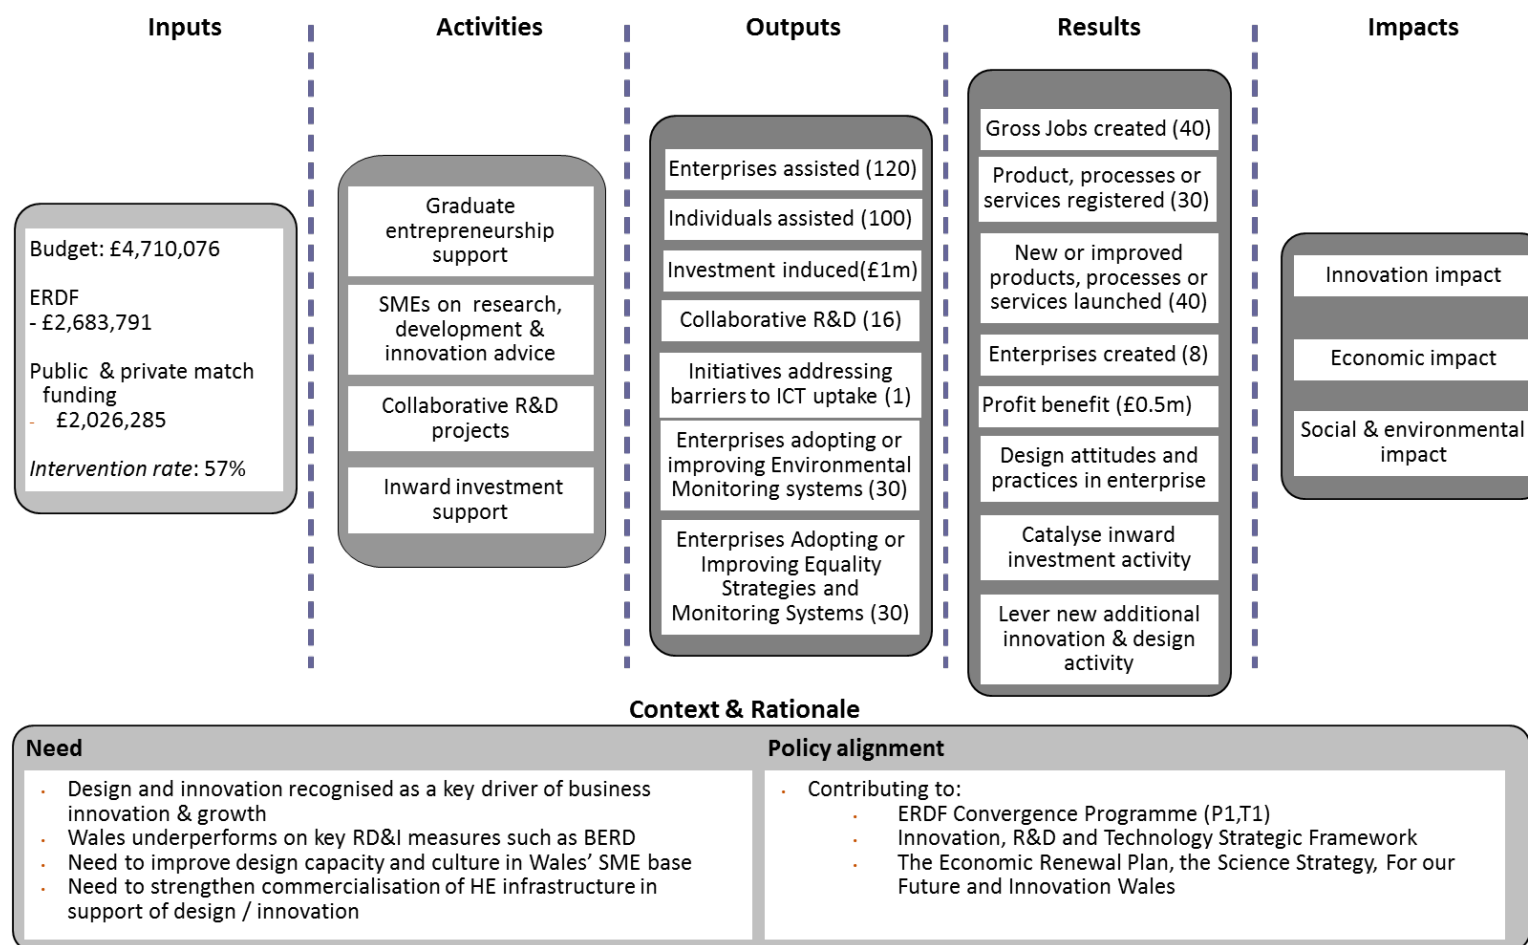 Inputs
Activities
Outputs
Results
Impacts
Budget: £4,710,076
ERDF
- £2,683,791
Public & private match
funding
- £2,026,285
Intervention rate: 57%
Graduate
entrepreneurship
support
SMEs on research,
development &
innovation advice
Collaborative R&D
projects
Inward investment
support
Enterprises assisted (120)
Individuals assisted (100)
Investment induced(£1m)
Collaborative R&D (16)
Initiatives addressing
barriers to ICT uptake (1)
Enterprises adopting or
improving Environmental
Monitoring systems (30)
Enterprises Adopting or
Improving Equality
Strategies and
Monitoring Systems (30)
Gross Jobs created (40)
Product, processes or
services registered (30)
New or improved
products, processes or
services launched (40)
Enterprises created (8)
Profit benefit (£0.5m)
Design attitudes and
practices in enterprise
Catalyse inward
investment activity
Lever new additional
innovation & design
activity
Innovation impact
Economic impact
Social & environmental
impact
Context & Rationale
Need
· Design and innovation recognised as a key driver of business
innovation & growth
· Wales underperforms on key RD&I measures such as BERD
· Need to improve design capacity and culture in Wales’ SME base
· Need to strengthen commercialisation of HE infrastructure in
support of design / innovation
Policy alignment
· Contributing to:
· ERDF Convergence Programme (P1,T1)
· Innovation, R&D and Technology Strategic Framework
· The Economic Renewal Plan, the Science Strategy, For our
Future and Innovation Wales